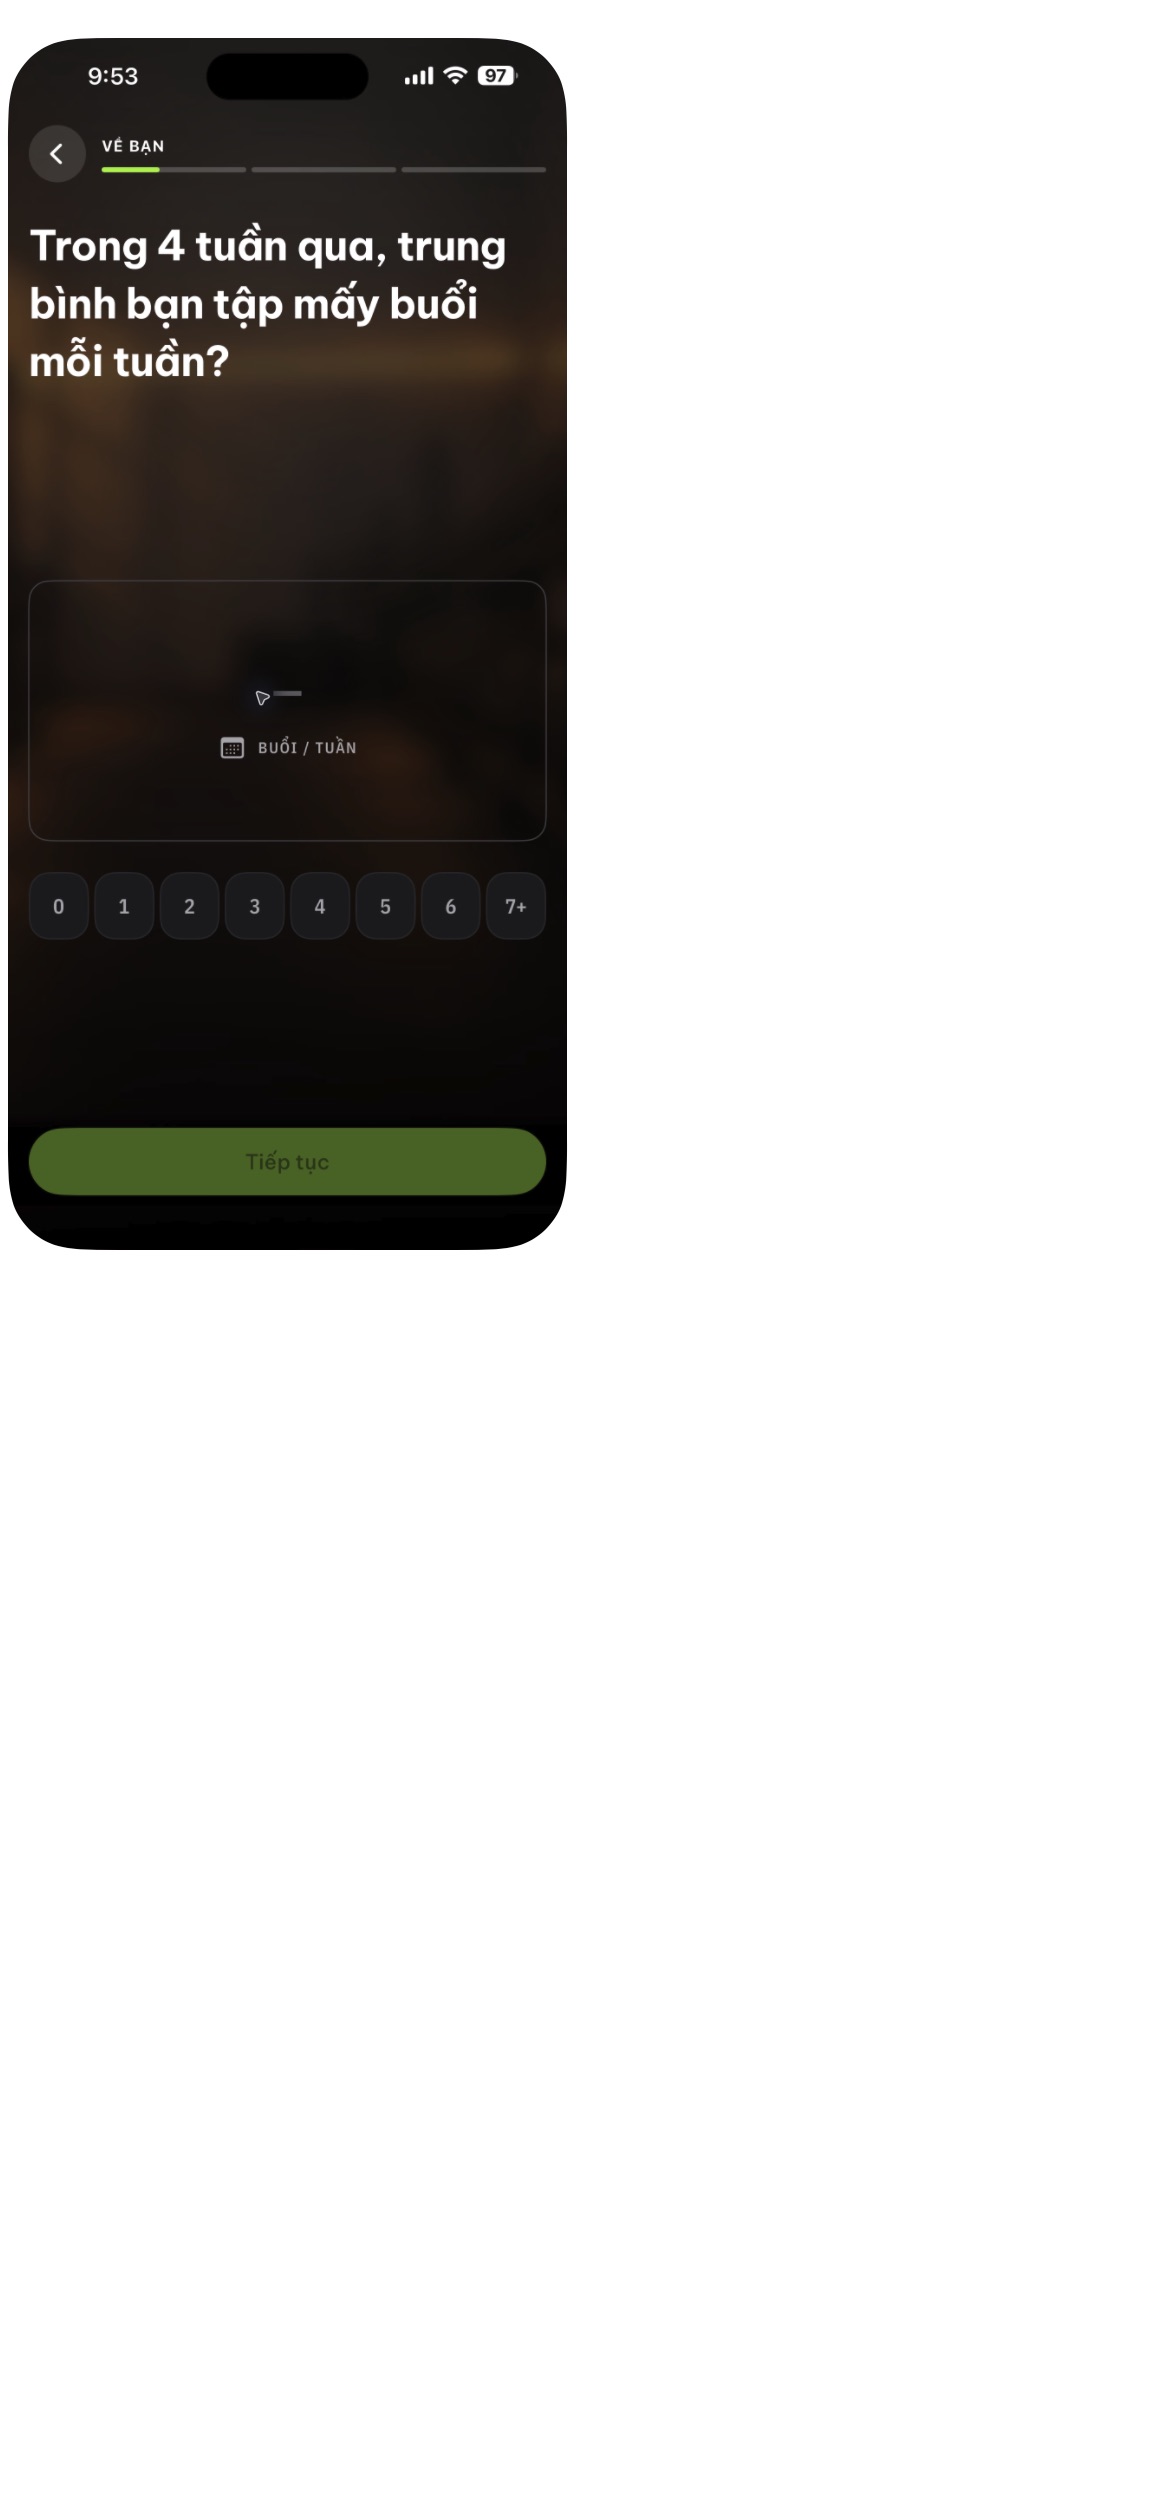 9:53
97
VỀ BẠN
Trong 4 tuần qua, trung
bình bạn tập mấy buổi
mỗi tuần?
BUỔI / TUẦN
0 1 2 3 4 5 6 7+
Tiếp tục